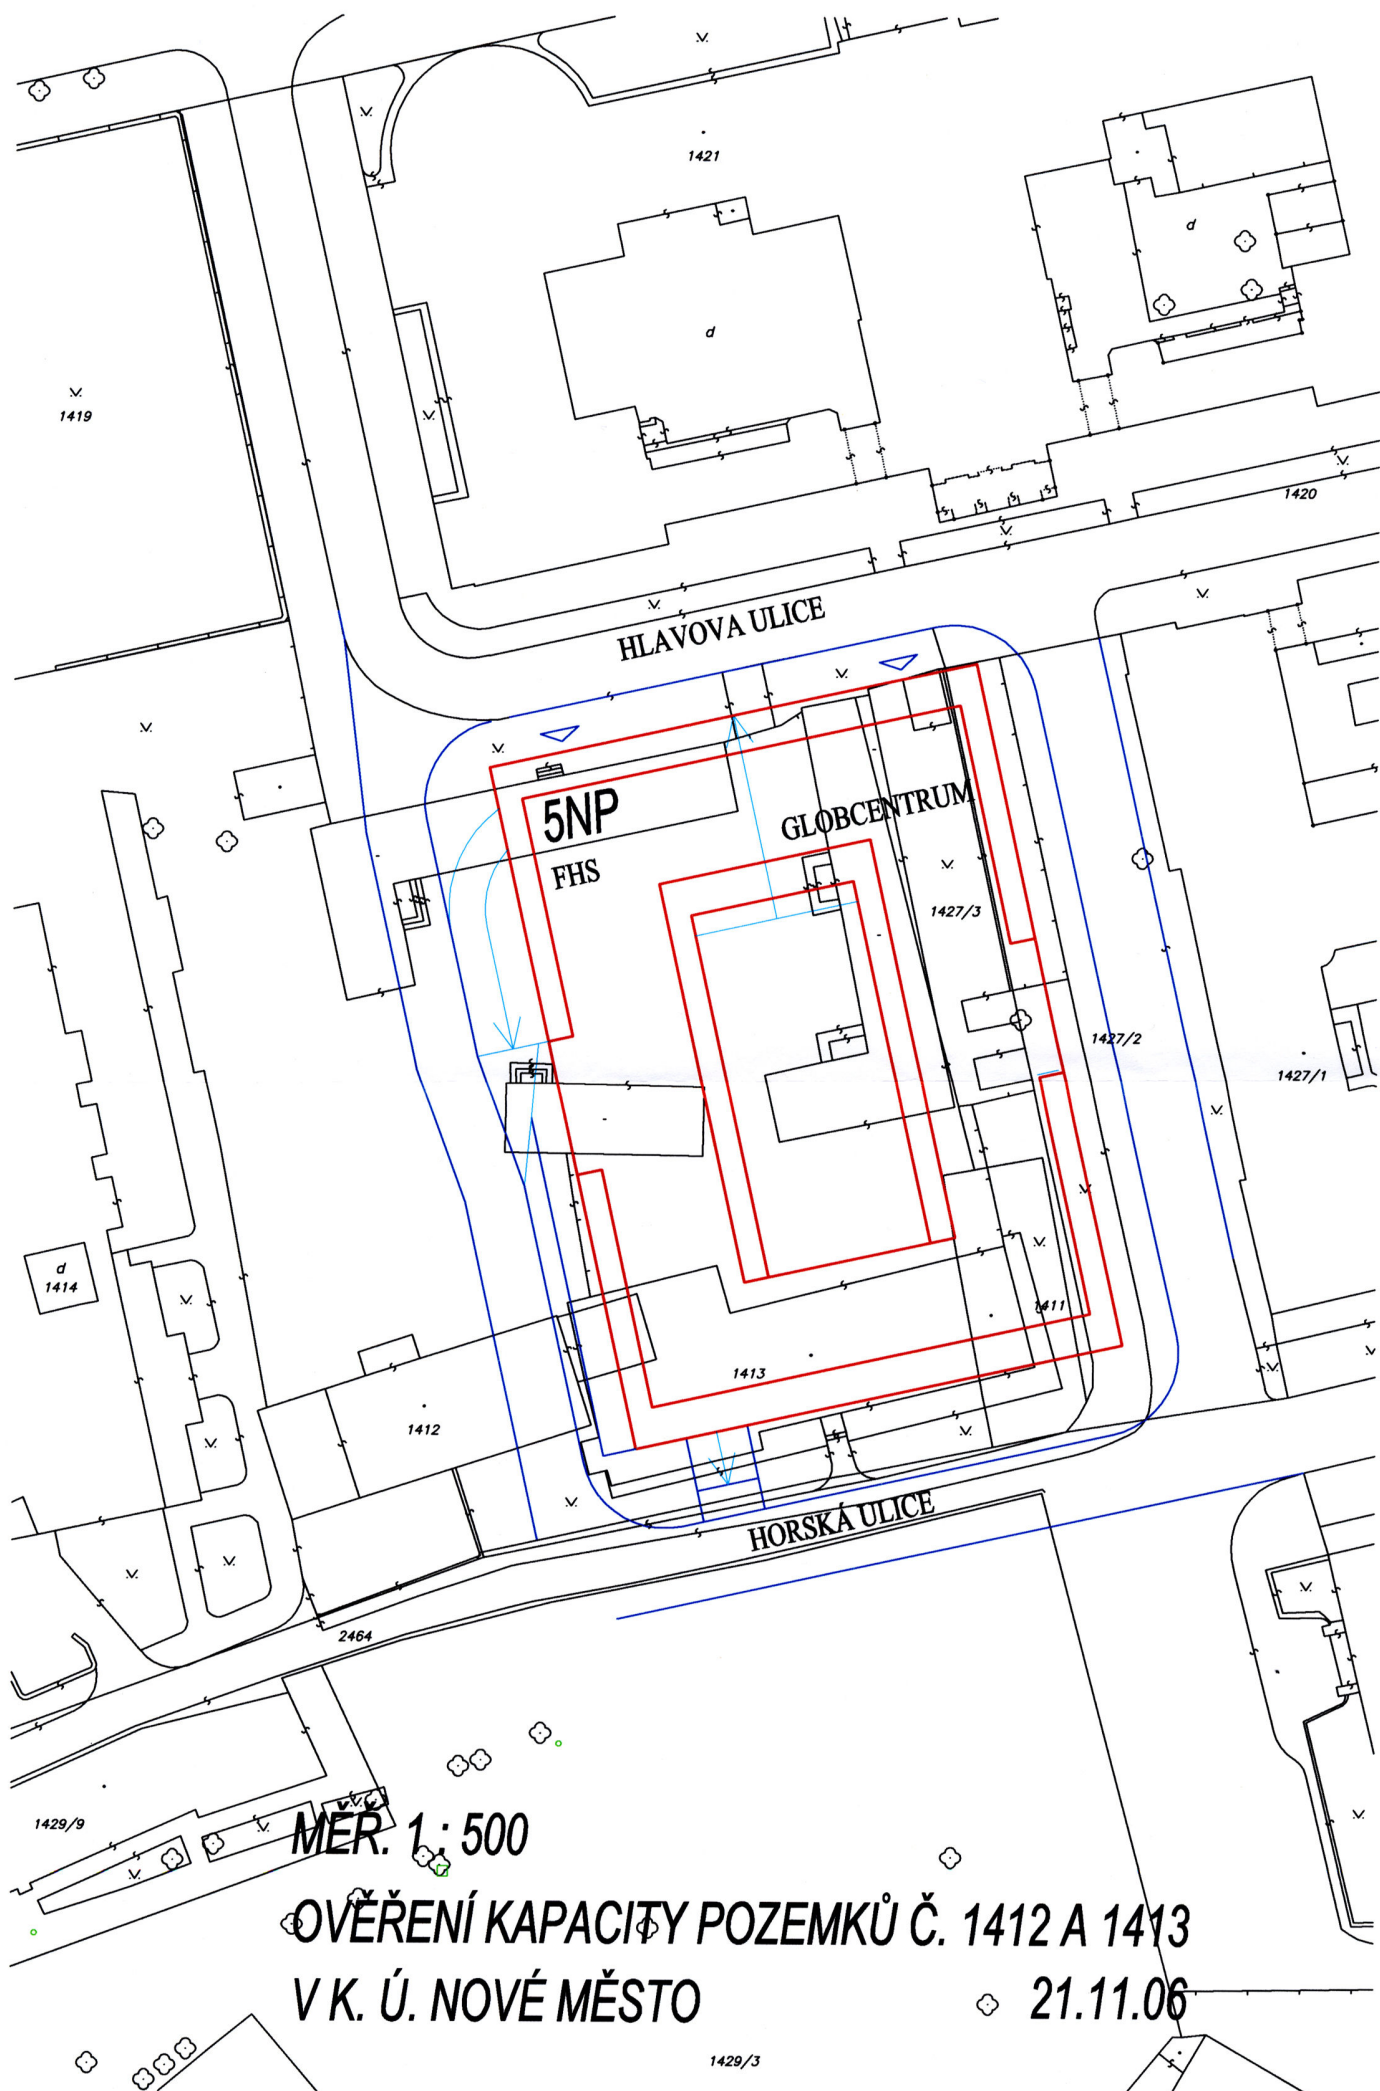 1421
d
d
1419
1420
HLAVOVA ULICE
5NP
GLOBCENTRUM
FHS
1427/3
1427/2
1427/1
d
1414
1411
1413
1412
HORSKÁ ULICE
2464
1429/9
MĚŘ. 1 : 500
OVĚŘENÍ KAPACITY POZEMKŮ Č. 1412 A 1413
V K. Ú. NOVÉ MĚSTO
21.11.06
1429/3